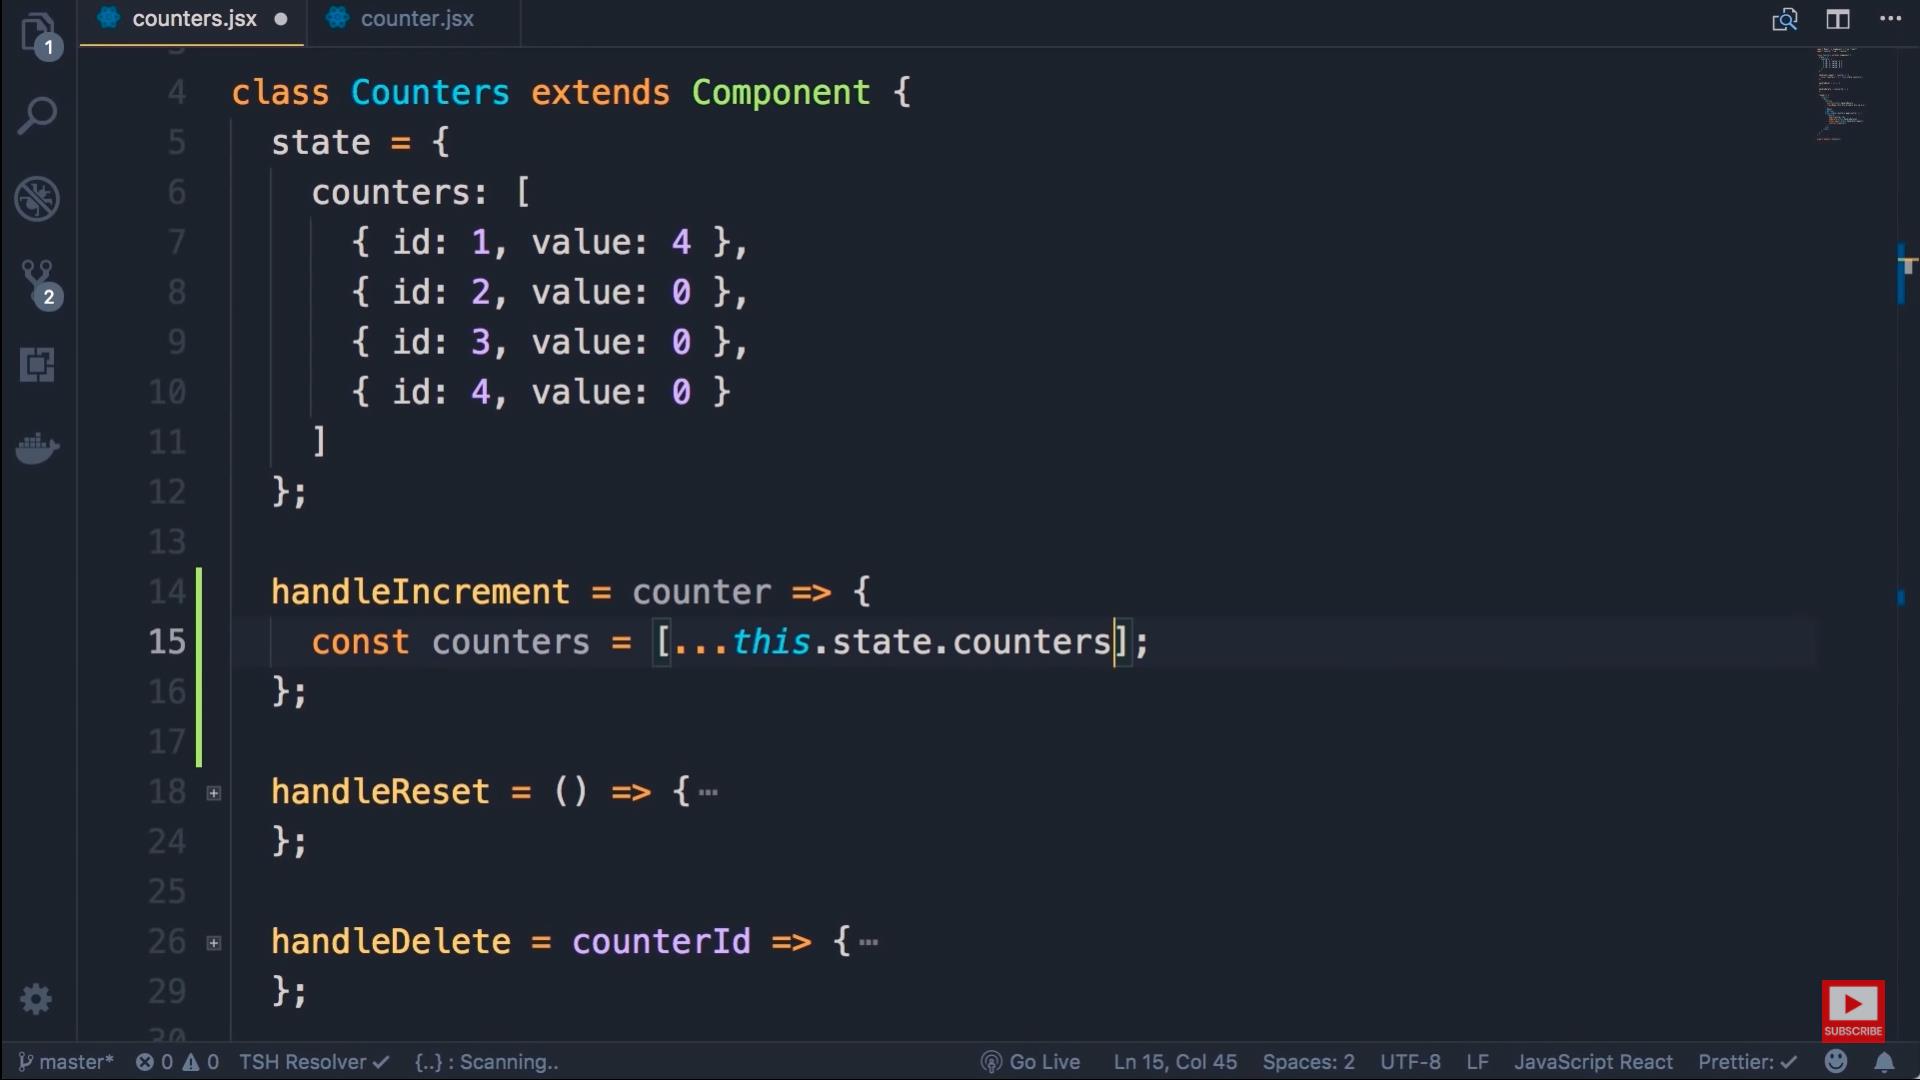 counters.jsx ● counter.jsx
1
3
4 class Counters extends Component {
5 state = {
6 counters: [
7 { id: 1, value: 4 },
8 { id: 2, value: 0 },
9 { id: 3, value: 0 },
10 { id: 4, value: 0 }
11 ]
12 };
13
14 handleIncrement = counter => {
15 const counters = [...this.state.counters];
16 };
17
18 handleReset = () => {⋯
24 };
25
26 handleDelete = counterId => {⋯
29 };
30
2
SUBSCRIBE
master* 0 0 TSH Resolver ✓ {..} : Scanning.. Go Live Ln 15, Col 45 Spaces: 2 UTF-8 LF JavaScript React Prettier: ✓